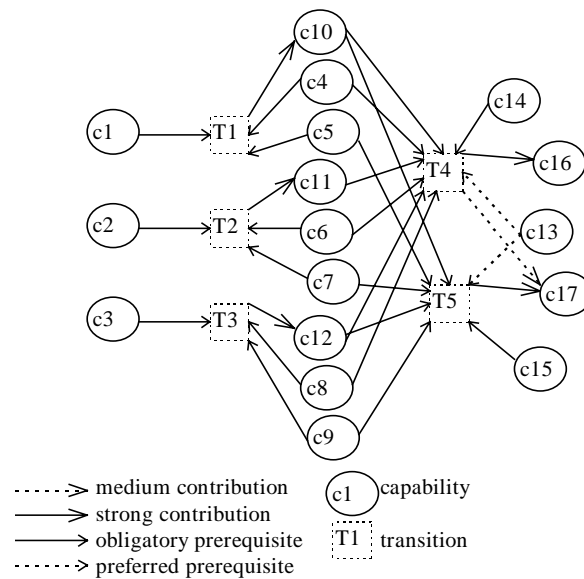 c10
c4
c14
c1
T1
c5
c16
T4
c11
c2
T2
c6
c13
c7
c17
T5
c3
T3
c12
c15
c8
c9
medium contribution
c1 capability
strong contribution
obligatory prerequisite
T1 transition
preferred prerequisite